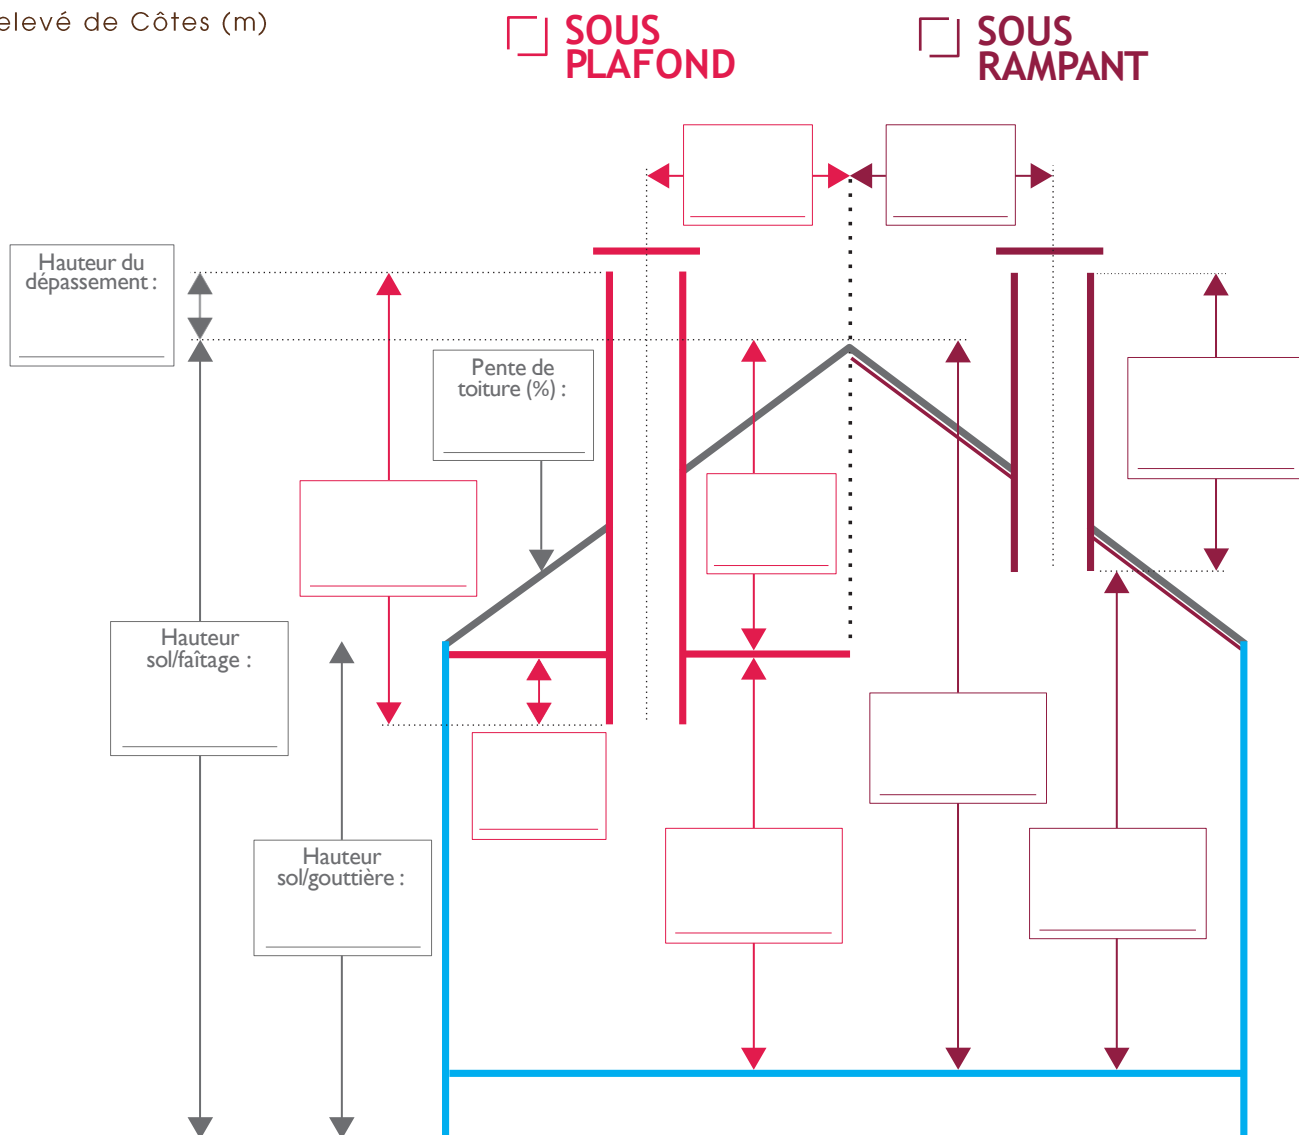 elevé de Côtes (m)
SOUS
PLAFOND
SOUS
RAMPANT
Hauteur du
dépassement :
Pente de
toiture (%) :
Hauteur
sol/faîtage :
Hauteur
sol/gouttière :